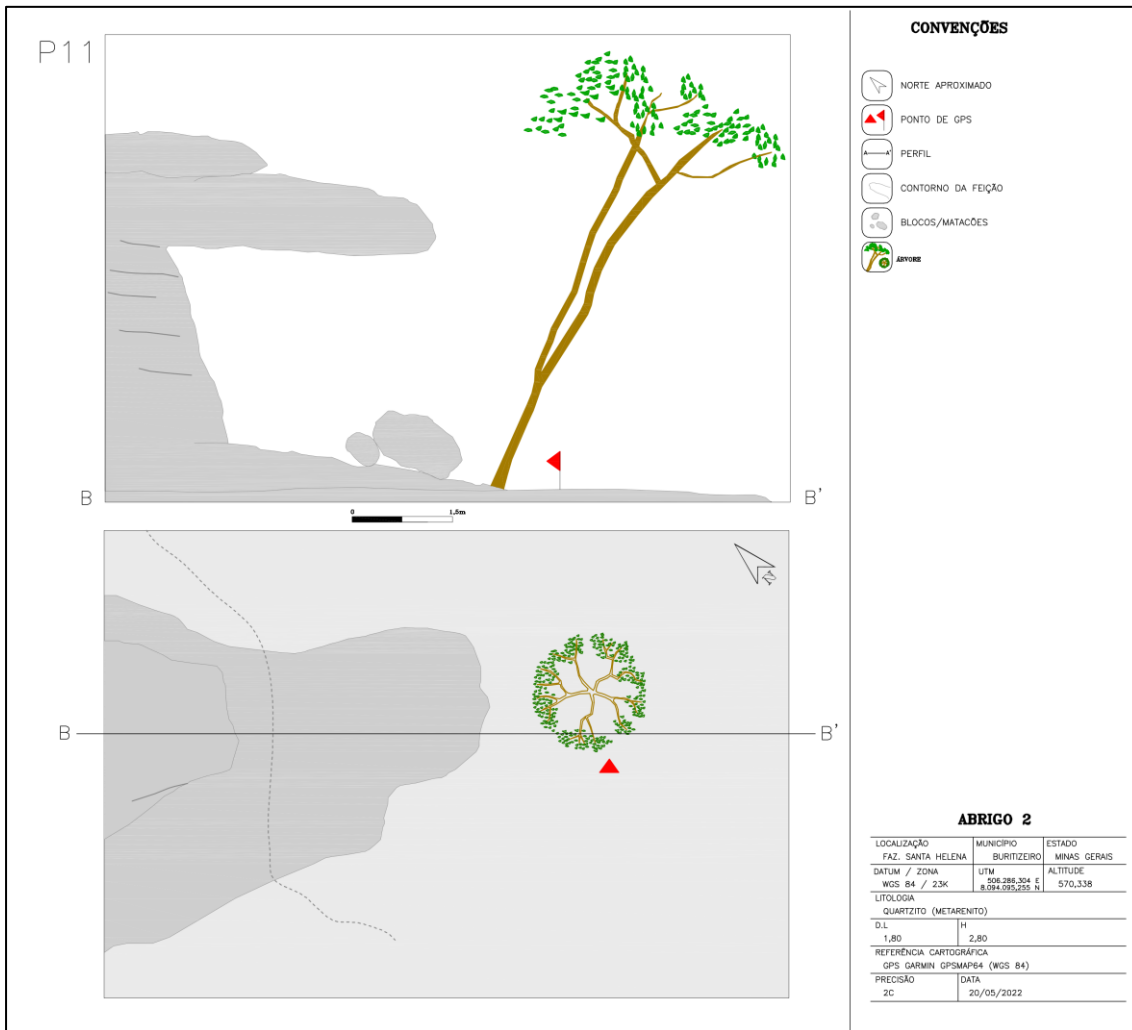 P11
B
B'
0
1,5m
N
B
B'
CONVENÇÕES
NORTE APROXIMADO
PONTO DE GPS
A A'
PERFIL
CONTORNO DA FEIÇÃO
BLOCOS/MATACÕES
ÁRVORE
ABRIGO 2
LOCALIZAÇÃO
FAZ. SANTA HELENA
MUNICÍPIO
BURITIZEIRO
ESTADO
MINAS GERAIS
DATUM / ZONA
WGS 84 / 23K
UTM
506.286,304 E
8.094.095,255 N
ALTITUDE
570,338
LITOLOGIA
QUARTZITO (METARENITO)
D.L
1,80
H
2,80
REFERÊNCIA CARTOGRÁFICA
GPS GARMIN GPSMAP64 (WGS 84)
PRECISÃO
2C
DATA
20/05/2022